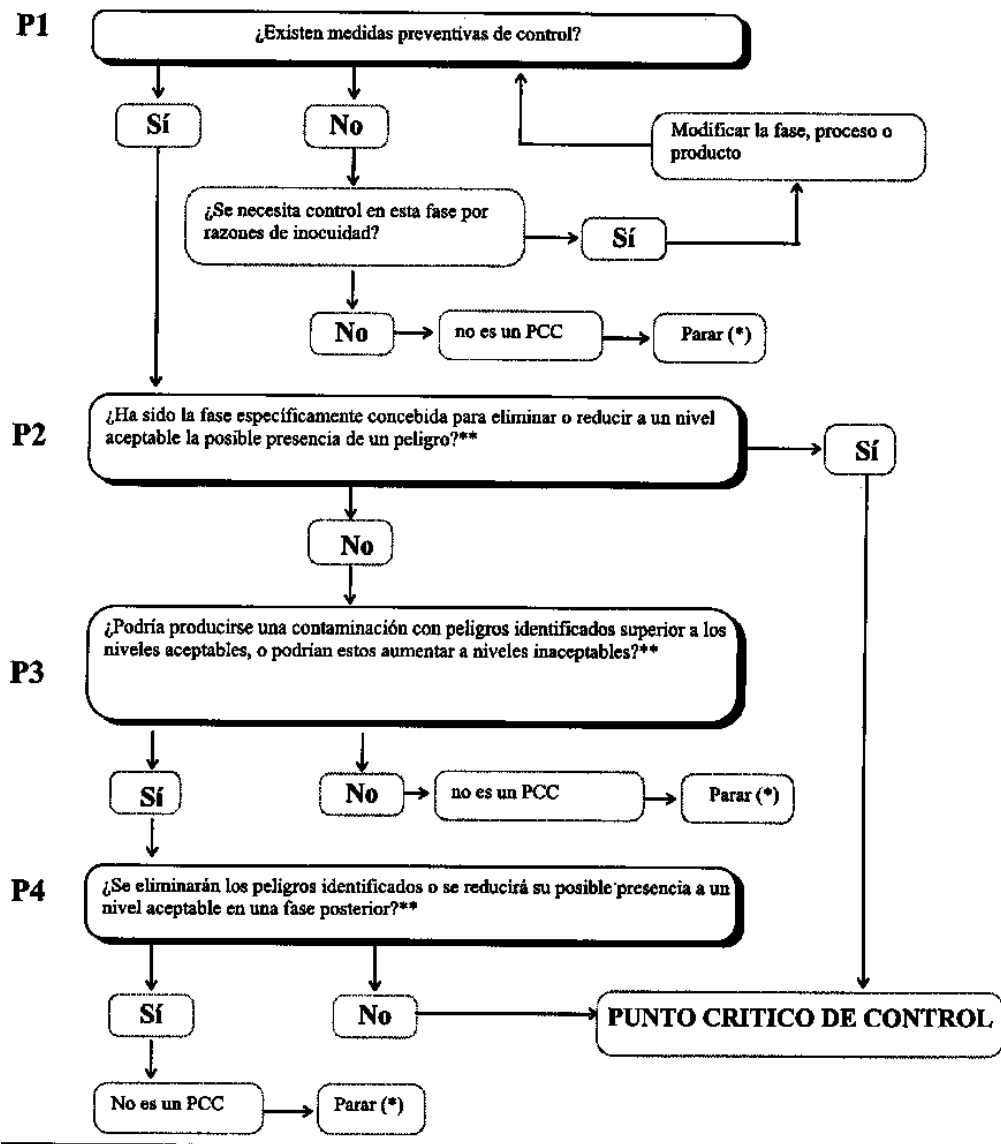 P1
¿Existen medidas preventivas de control?
Sí
No
Modificar la fase, proceso o
producto
¿Se necesita control en esta fase por
razones de inocuidad?
Sí
No
no es un PCC
Parar (*)
P2
¿Ha sido la fase específicamente concebida para eliminar o reducir a un nivel
aceptable la posible presencia de un peligro?**
Sí
No
P3
¿Podría producirse una contaminación con peligros identificados superior a los
niveles aceptables, o podrían estos aumentar a niveles inaceptables?**
Sí
No
no es un PCC
Parar (*)
P4
¿Se eliminarán los peligros identificados o se reducirá su posible presencia a un
nivel aceptable en una fase posterior?**
Sí
No
PUNTO CRITICO DE CONTROL
No es un PCC
Parar (*)